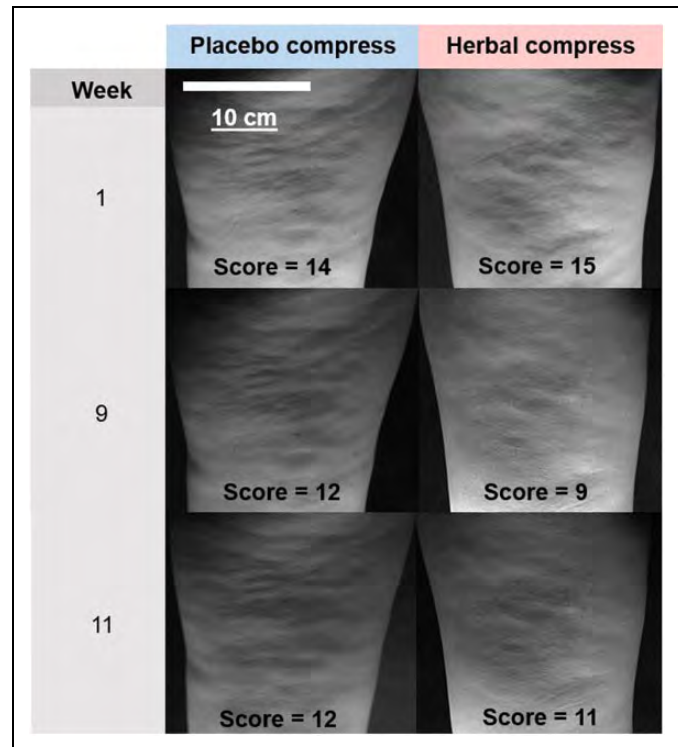 Placebo compress Herbal compress
Week
10 cm
1
Score = 14 Score = 15
9
Score = 12 Score = 9
11
Score = 12 Score = 11